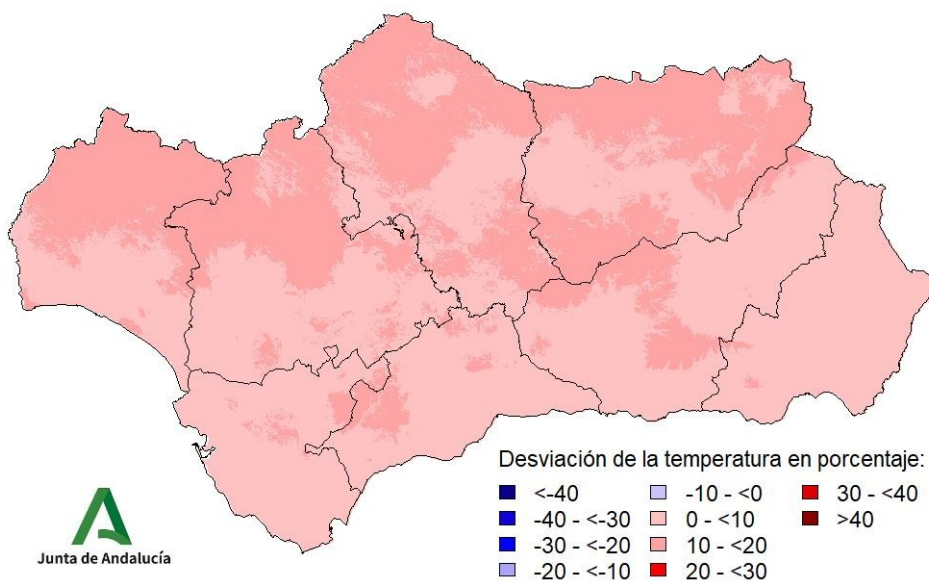 Desviación de la temperatura en porcentaje:
<-40
-40 - <-30
-30 - <-20
-20 - <-10
-10 - <0
0 - <10
10 - <20
20 - <30
30 - <40
>40
Junta de Andalucía